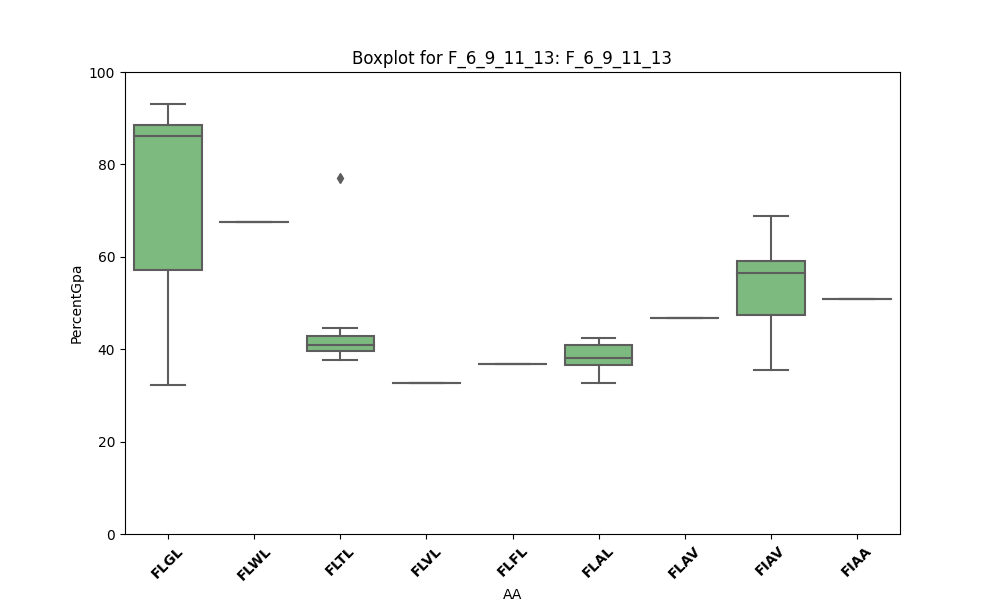 Boxplot for F_6_9_11_13: F_6_9_11_13
100
80
60
40
20
0
PercentGpa
FLGL
FLWL
FLTL
FLVL
FLFL
FLAL
FLAV
FIAV
FIAA
AA